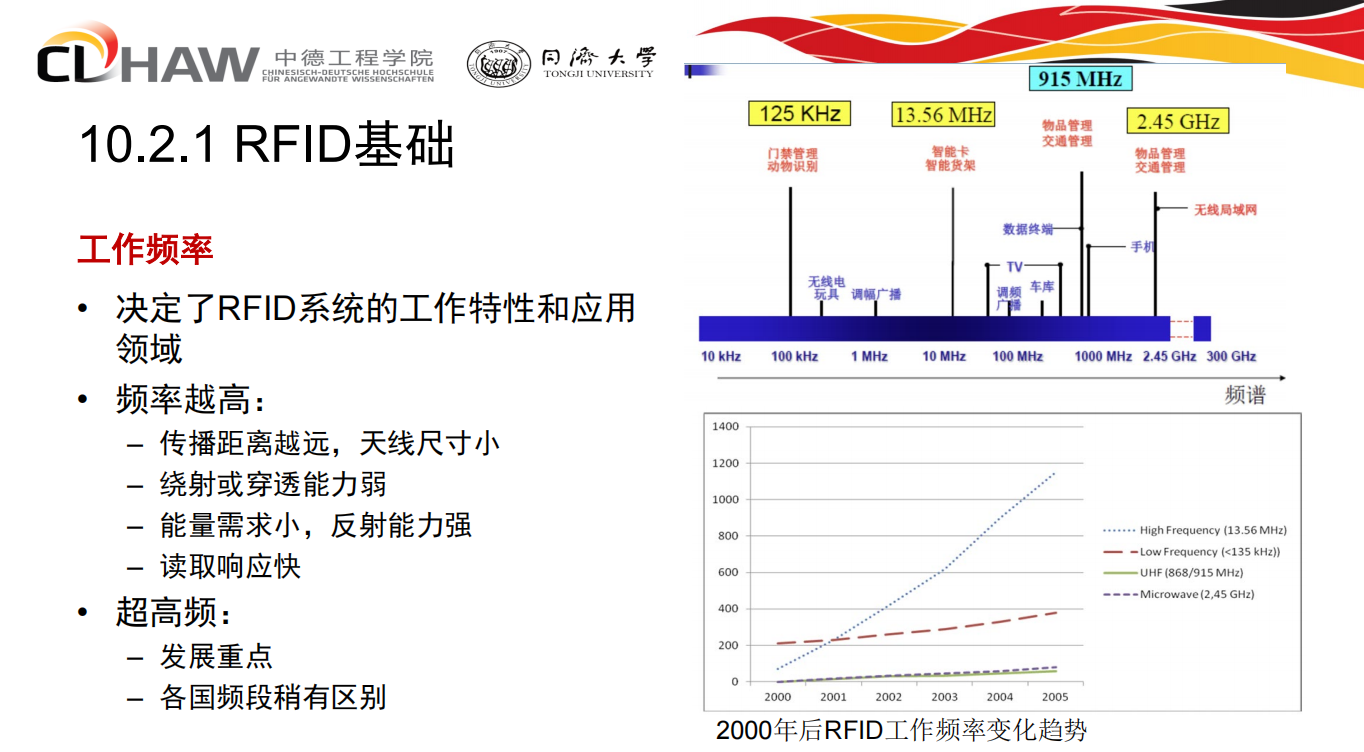 CDHAW 中德工程学院
CHINESISCH-DEUTSCHE HOCHSCHULE
FÜR ANGEWANDTE WISSENSCHAFTEN
同濟大学
TONGJI UNIVERSITY
10.2.1 RFID基础
工作频率
• 决定了RFID系统的工作特性和应用
领域
• 频率越高：
– 传播距离越远，天线尺寸小
– 绕射或穿透能力弱
– 能量需求小，反射能力强
– 读取响应快
• 超高频：
– 发展重点
– 各国频段稍有区别
915 MHz
125 KHz
13.56 MHz
2.45 GHz
门禁管理
动物识别
智能卡
智能货架
物品管理
交通管理
物品管理
交通管理
无线局域网
数据终端
手机
TV
无线电
玩具
调幅广播
调频
广播
车库
10 kHz 100 kHz 1 MHz 10 MHz 100 MHz 1000 MHz 2.45 GHz 300 GHz
频谱
1400
1200
1000
800
600
400
200
0
2000 2001 2002 2003 2004 2005
High Frequency (13.56 MHz)
Low Frequency (<135 kHz))
UHF (868/915 MHz)
Microwave (2,45 GHz)
2000年后RFID工作频率变化趋势